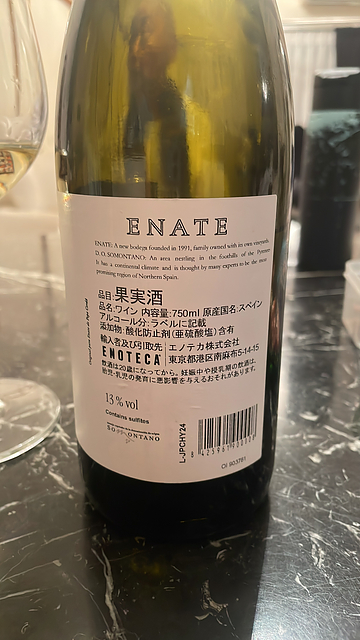 ENATE
ENATE: A new bodega founded in 1991, family owned with its own vineyards.
D.O. SOMONTANO: An area nestling in the foothills of the Pyrenees.
It has a continental climate and is thought by many experts to be the most
promising region of Northern Spain.
品目:果実酒
品名:ワイン 内容量:750ml 原産国名:スペイン
アルコール分:ラベルに記載
添加物:酸化防止剤(亜硫酸塩)含有
輸入者及び引取先 エノテカ株式会社
ENOTECA 東京都港区南麻布5-14-15
飲酒は20歳になってから。妊娠中や授乳期の飲酒は、
胎児・乳児の発育に悪影響を与えるおそれがあります。
13 % vol
Contains sulfites
SOMONTANO
L-JPCHY24
OI 903781